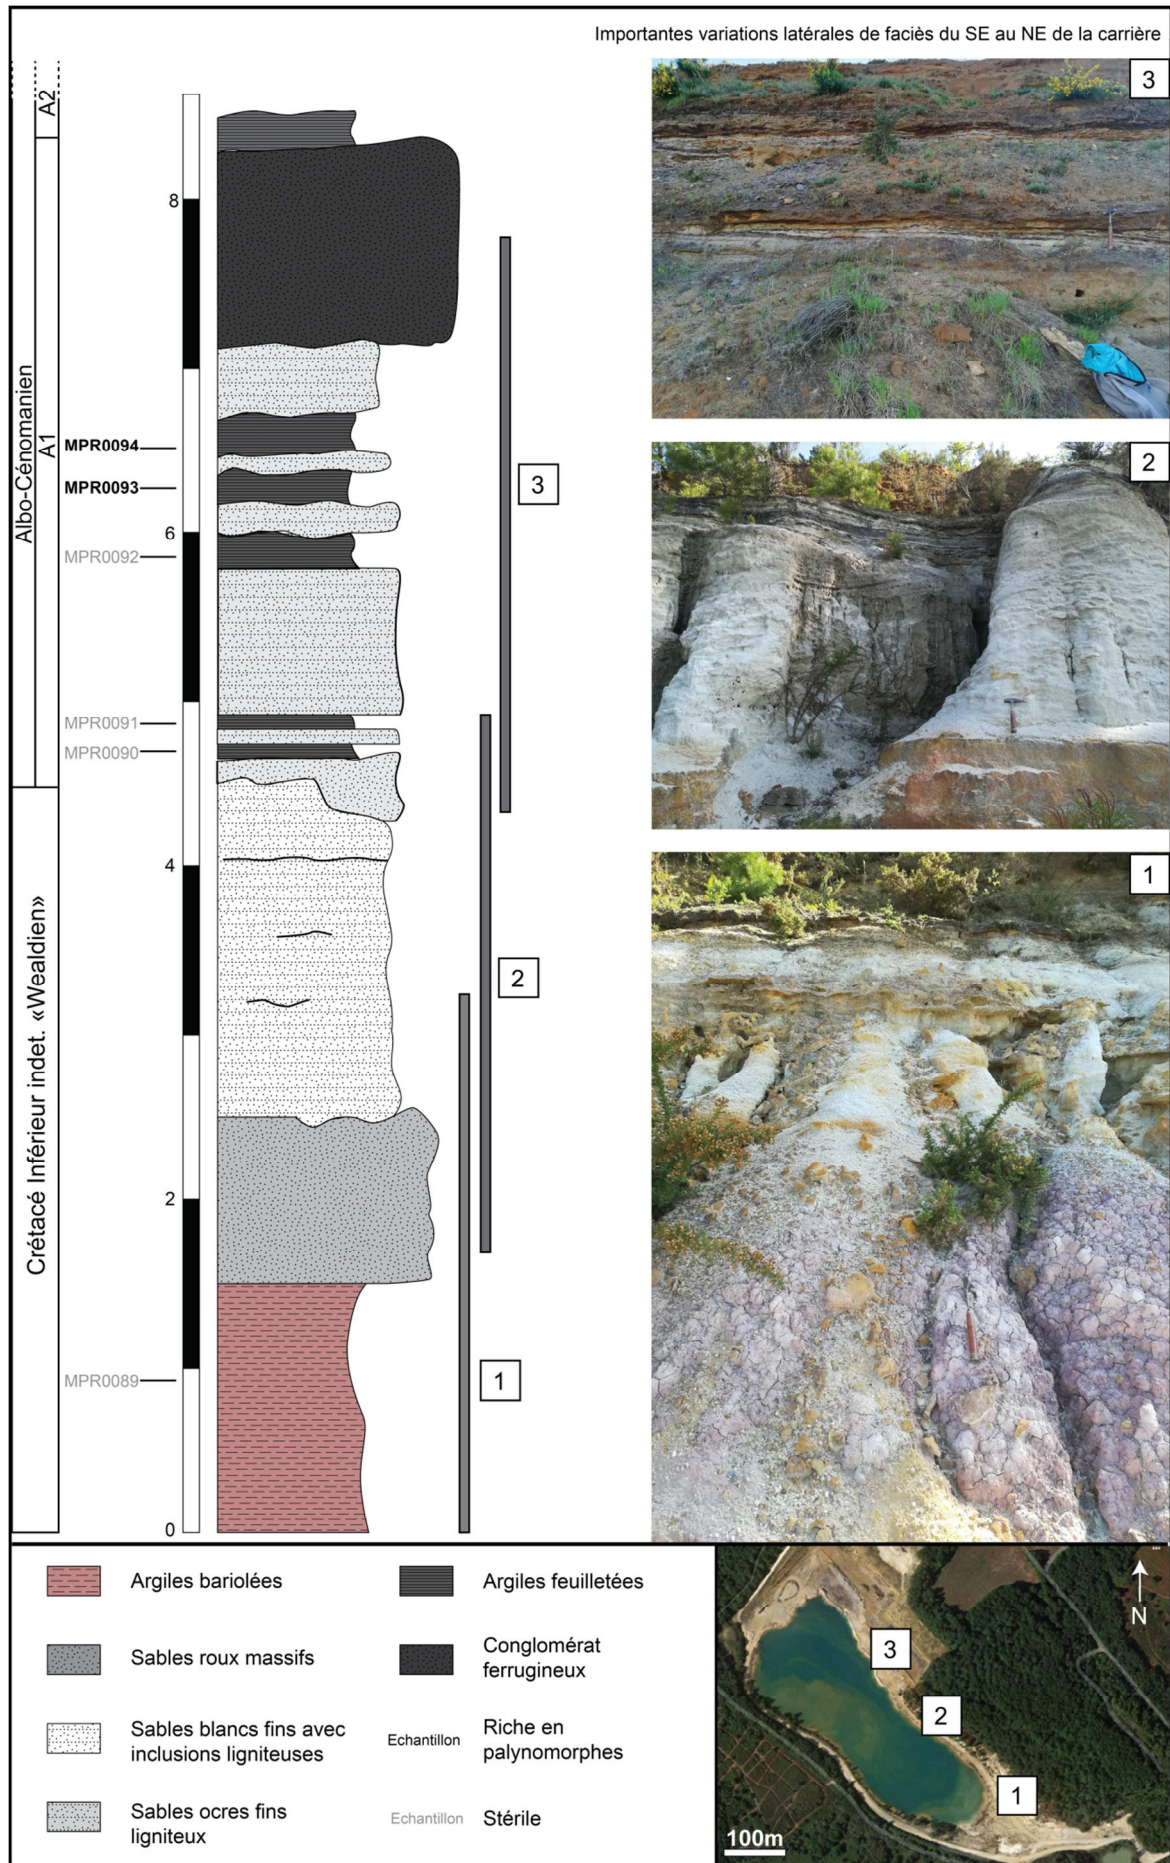 Importantes variations latérales de faciès du SE au NE de la carrière
A2
A1
Albo-Cénomanien
Crétacé Inférieur indet. «Wealdien»
8
6
4
2
0
MPR0094
MPR0093
MPR0092
MPR0091
MPR0090
MPR0089
3
2
1
3
2
1
Argiles bariolées
Sables roux massifs
Sables blancs fins avec
inclusions ligniteuses
Sables ocres fins
ligniteux
Argiles feuilletées
Conglomérat
ferrugineux
Echantillon
Riche en
palynomorphes
Echantillon
Stérile
N
3
2
1
100m